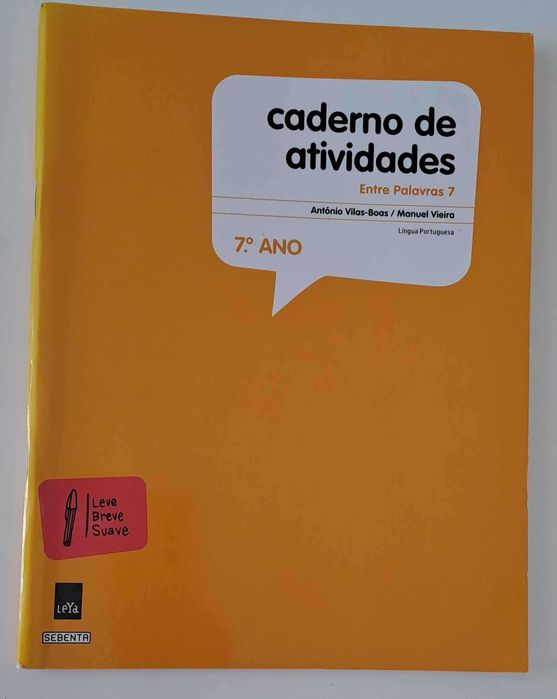 caderno de
atividades
Entre Palavras 7
António Vilas-Boas / Manuel Vieira
Língua Portuguesa
7.º ANO
Leve
Breve
Suave
LeYa
SEBENTA